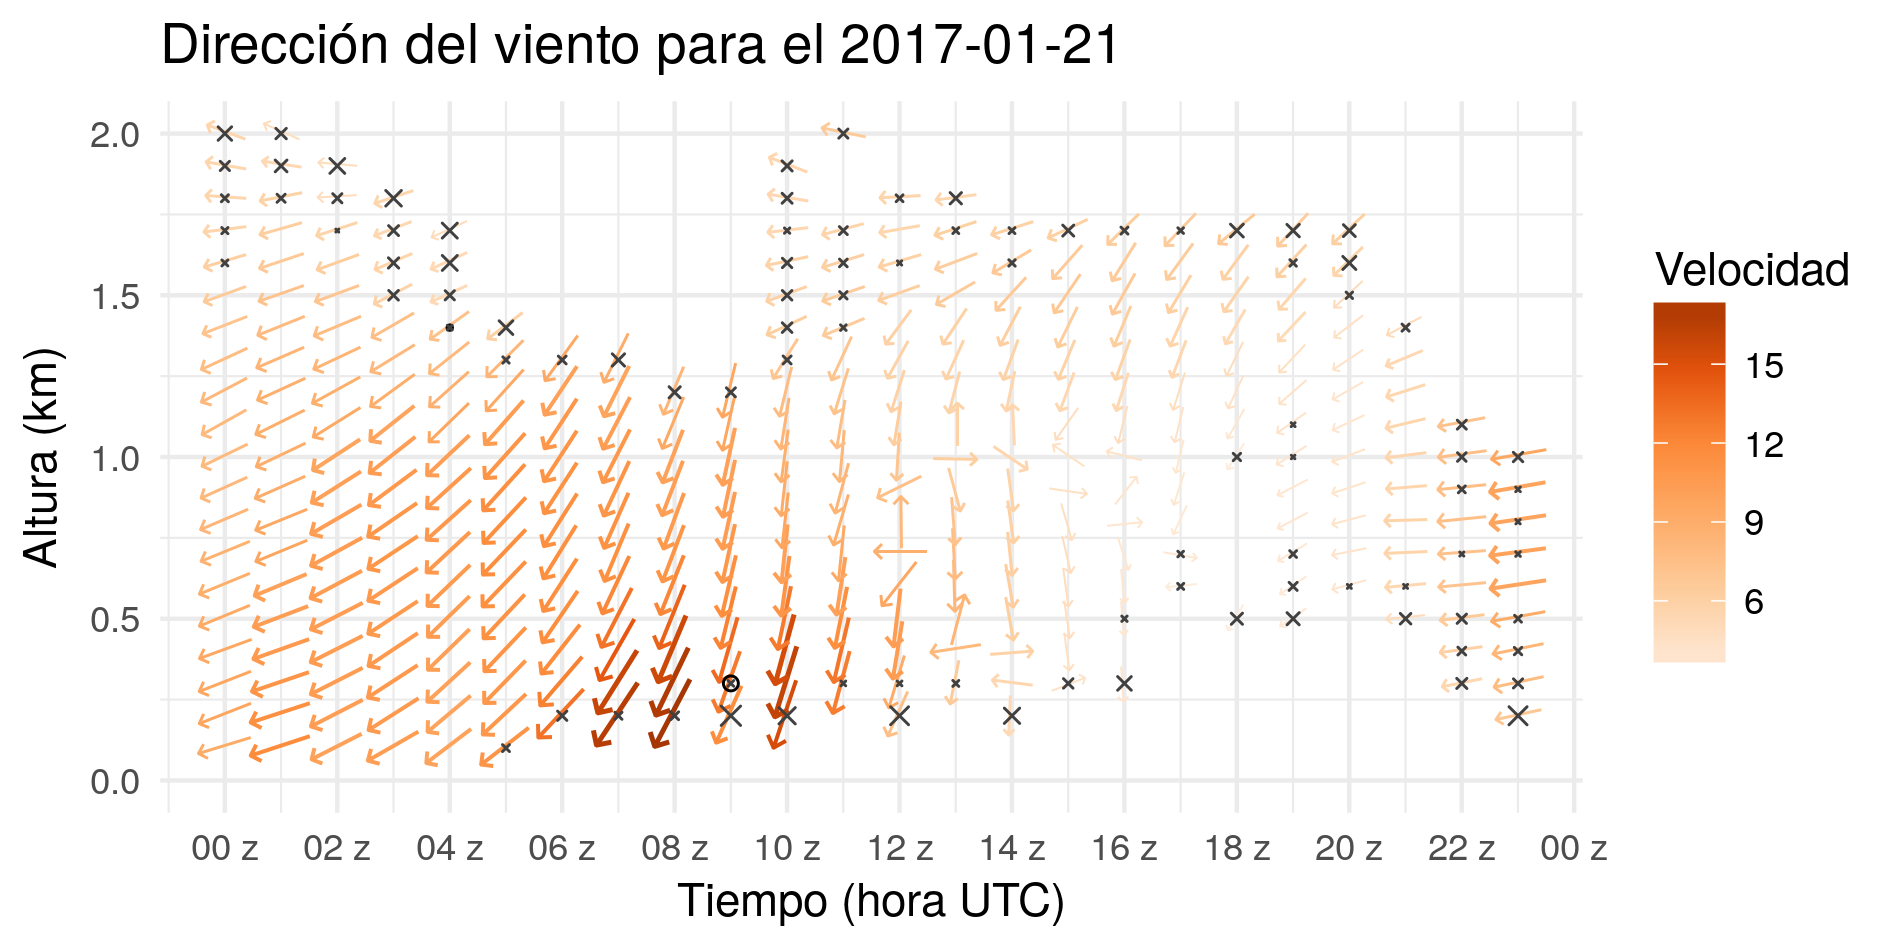 Dirección del viento para el 2017-01-21
Altura (km)
2.0
1.5
1.0
0.5
0.0
00 z 02 z 04 z 06 z 08 z 10 z 12 z 14 z 16 z 18 z 20 z 22 z 00 z
Tiempo (hora UTC)
Velocidad
15
12
9
6